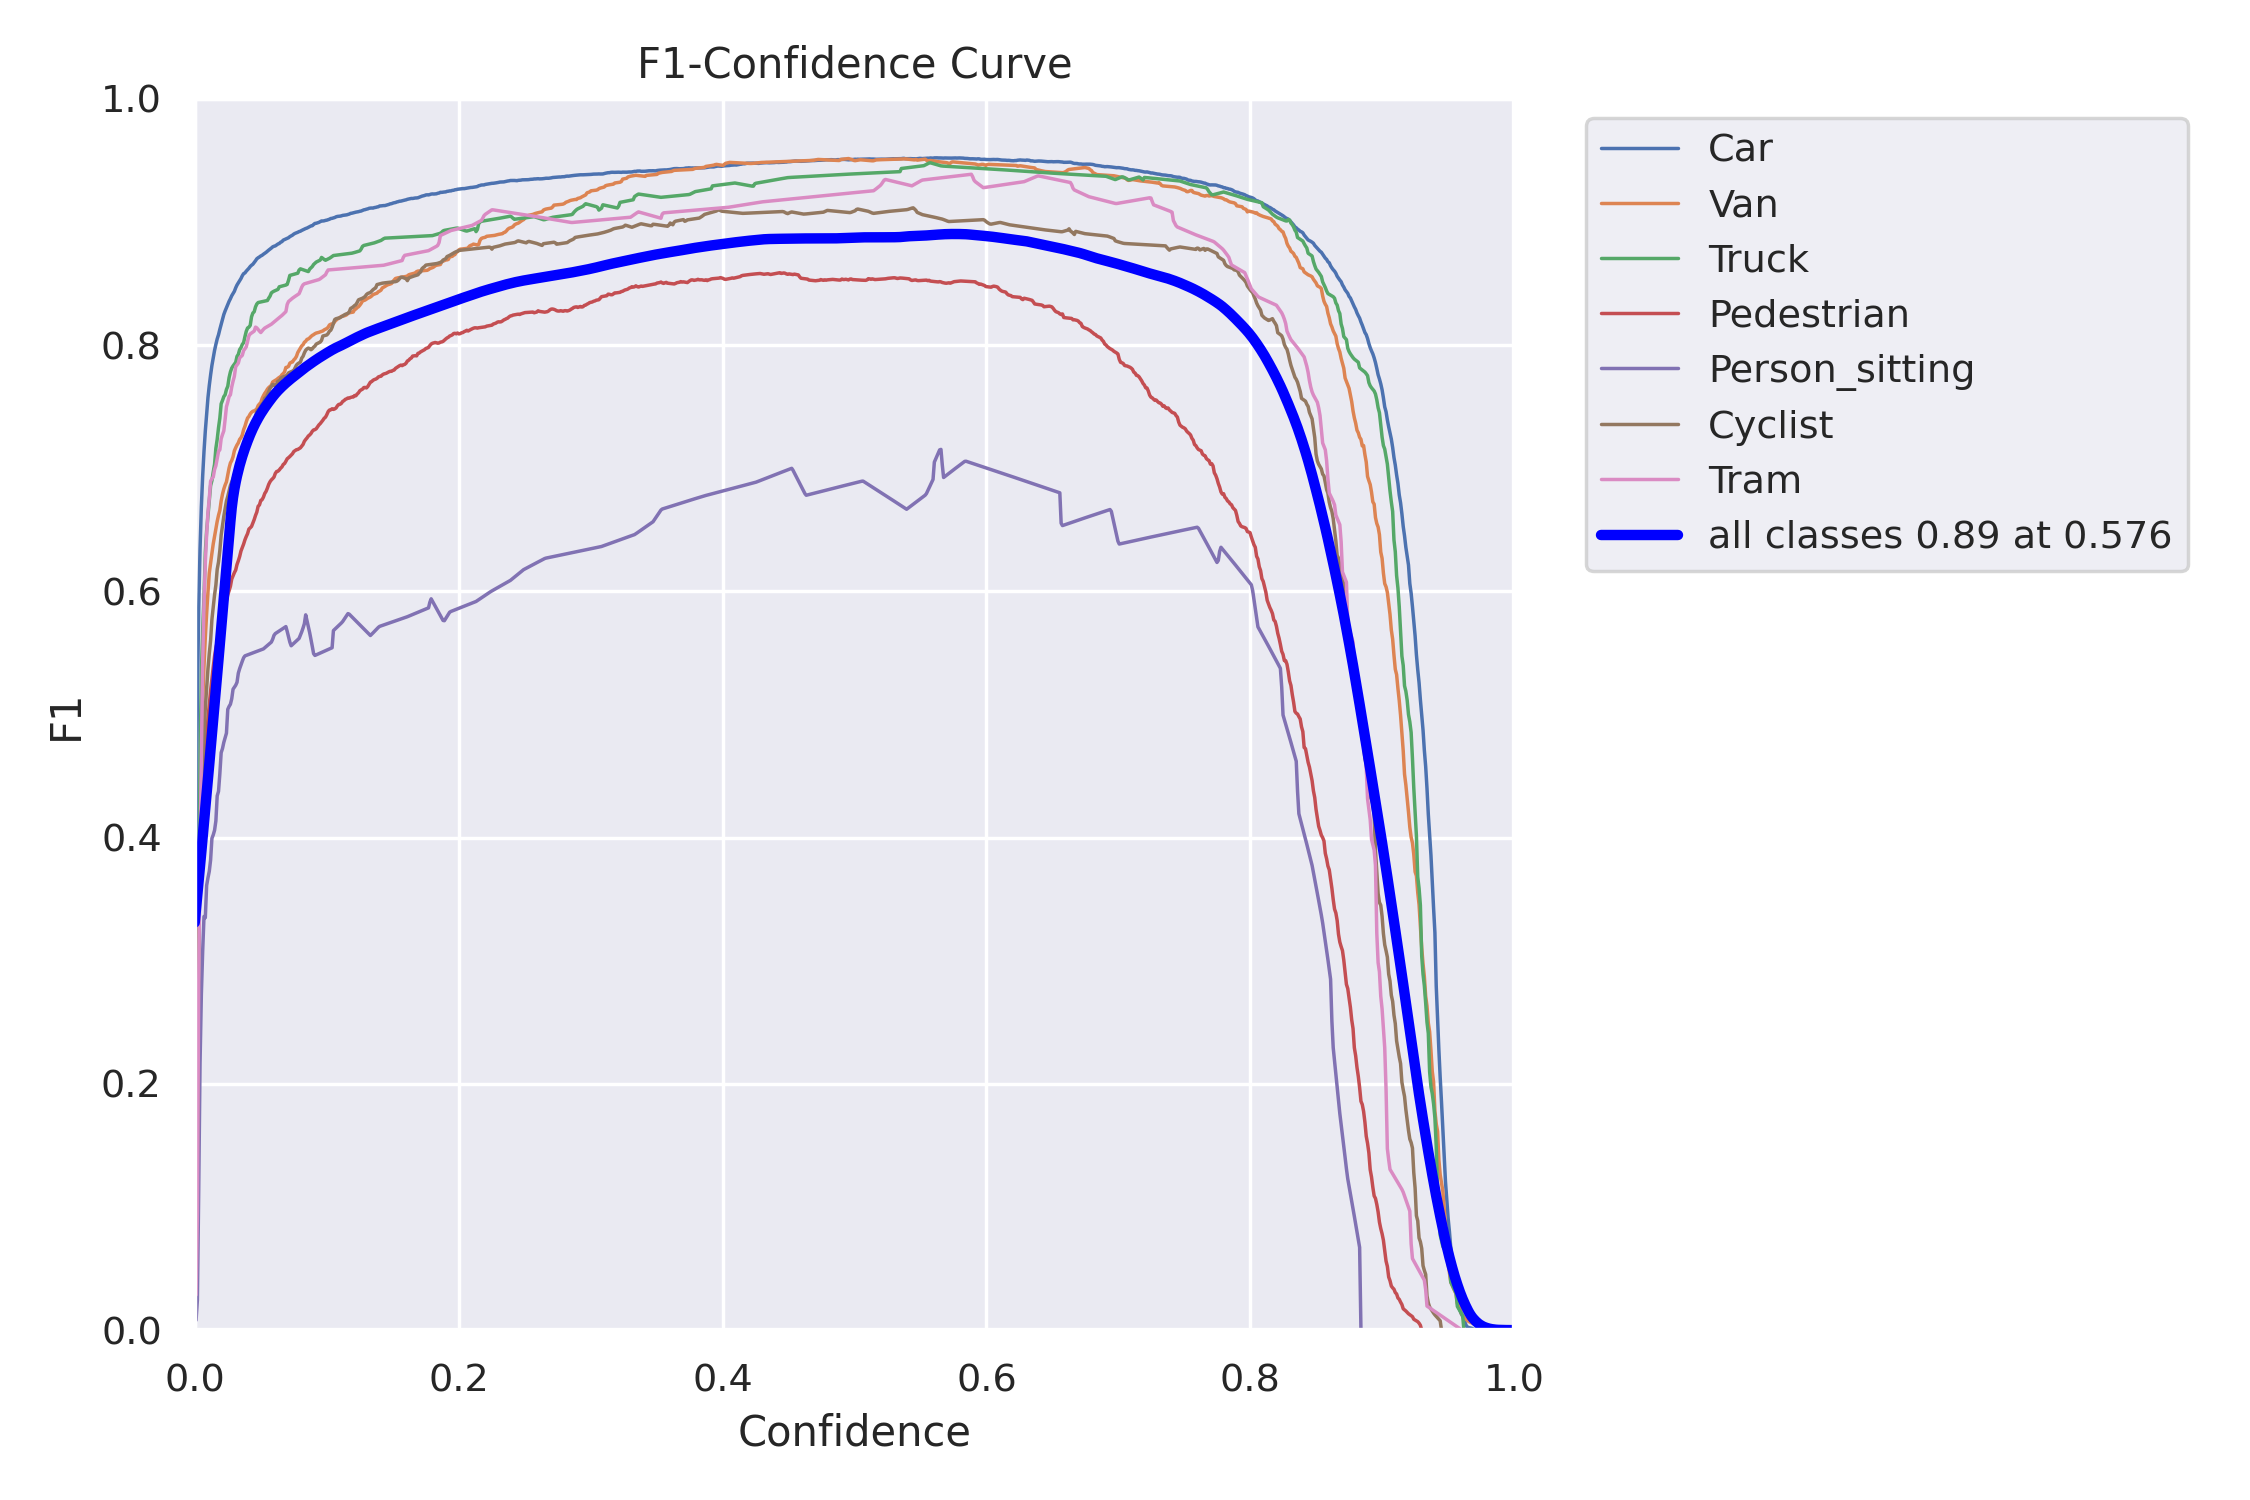 F1-Confidence Curve
1.0
0.8
0.6
0.4
0.2
0.0
F1
0.0 0.2 0.4 0.6 0.8 1.0
Confidence
Car
Van
Truck
Pedestrian
Person_sitting
Cyclist
Tram
all classes 0.89 at 0.576